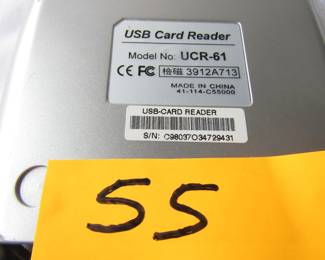 USB Card Reader
Model No: UCR-61
CE FC 檢磁 3912A713
MADE IN CHINA
41-114-C55000
USB-CARD READER
S/N: C98037O34729431
55